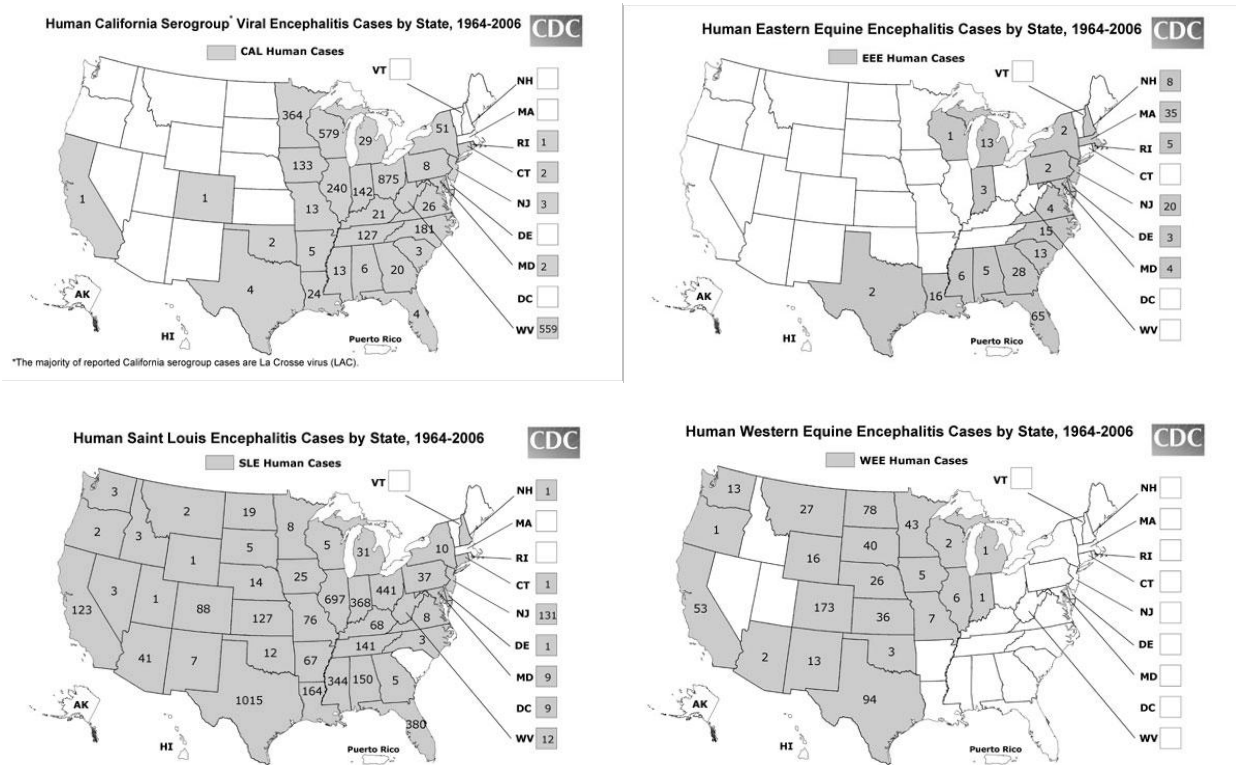 Human California Serogroup* Viral Encephalitis Cases by State, 1964-2006
CDC
CAL Human Cases
VT
NH
MA
RI 1
CT 2
NJ 3
DE
MD 2
DC
WV 559
364
579
29
51
133
240
142
875
8
1
1
13
21
26
2
5
127
181
3
4
24
13
6
20
4
AK
HI
Puerto Rico
*The majority of reported California serogroup cases are La Crosse virus (LAC).
Human Eastern Equine Encephalitis Cases by State, 1964-2006
CDC
EEE Human Cases
VT
NH 8
MA 35
RI 5
CT
NJ 20
DE 3
MD 4
DC
WV
1
13
2
3
2
4
15
13
2
16
6
5
28
65
AK
HI
Puerto Rico
Human Saint Louis Encephalitis Cases by State, 1964-2006
CDC
SLE Human Cases
VT
NH 1
MA
RI
CT 1
NJ 131
DE 1
MD 9
DC 9
WV 12
3
2
19
8
2
3
1
5
5
31
10
123
3
1
88
14
25
697
368
441
37
127
76
68
8
41
7
12
67
141
3
1015
164
344
150
5
380
AK
HI
Puerto Rico
Human Western Equine Encephalitis Cases by State, 1964-2006
CDC
WEE Human Cases
VT
NH
MA
RI
CT
NJ
DE
MD
DC
WV
13
27
78
43
1
16
40
2
1
53
173
26
5
6
1
36
7
2
13
3
94
AK
HI
Puerto Rico